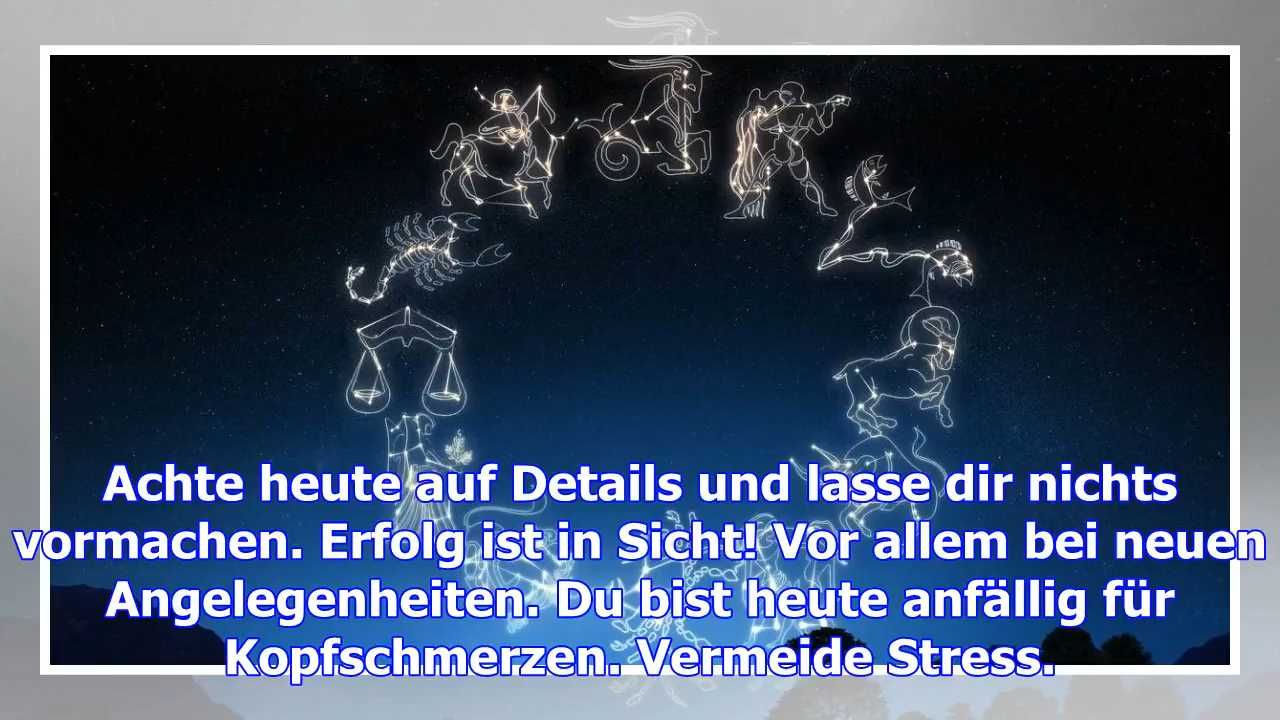 Achte heute auf Details und lasse dir nichts
vormachen. Erfolg ist in Sicht! Vor allem bei neuen
Angelegenheiten. Du bist heute anfällig für
Kopfschmerzen. Vermeide Stress.